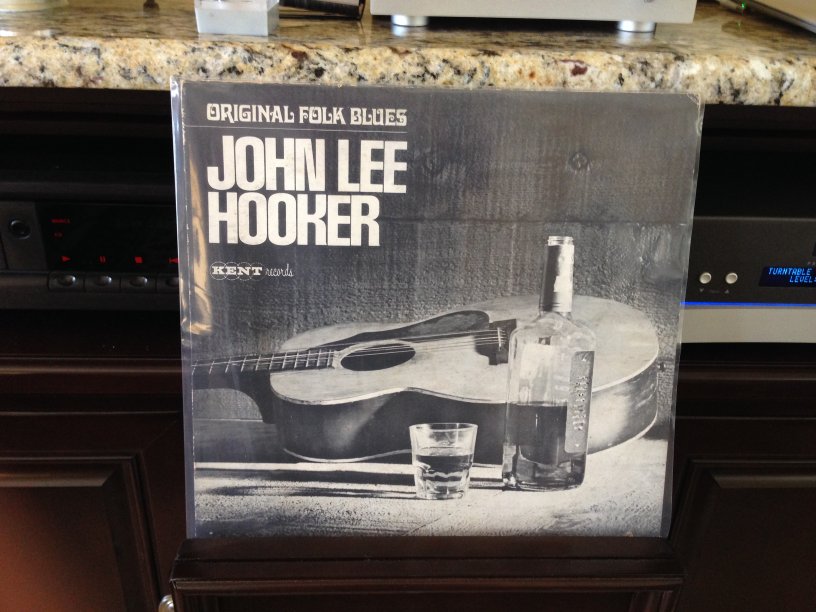 ORIGINAL FOLK BLUES
JOHN LEE
HOOKER
KENT records
TURNTABLE
LEVEL